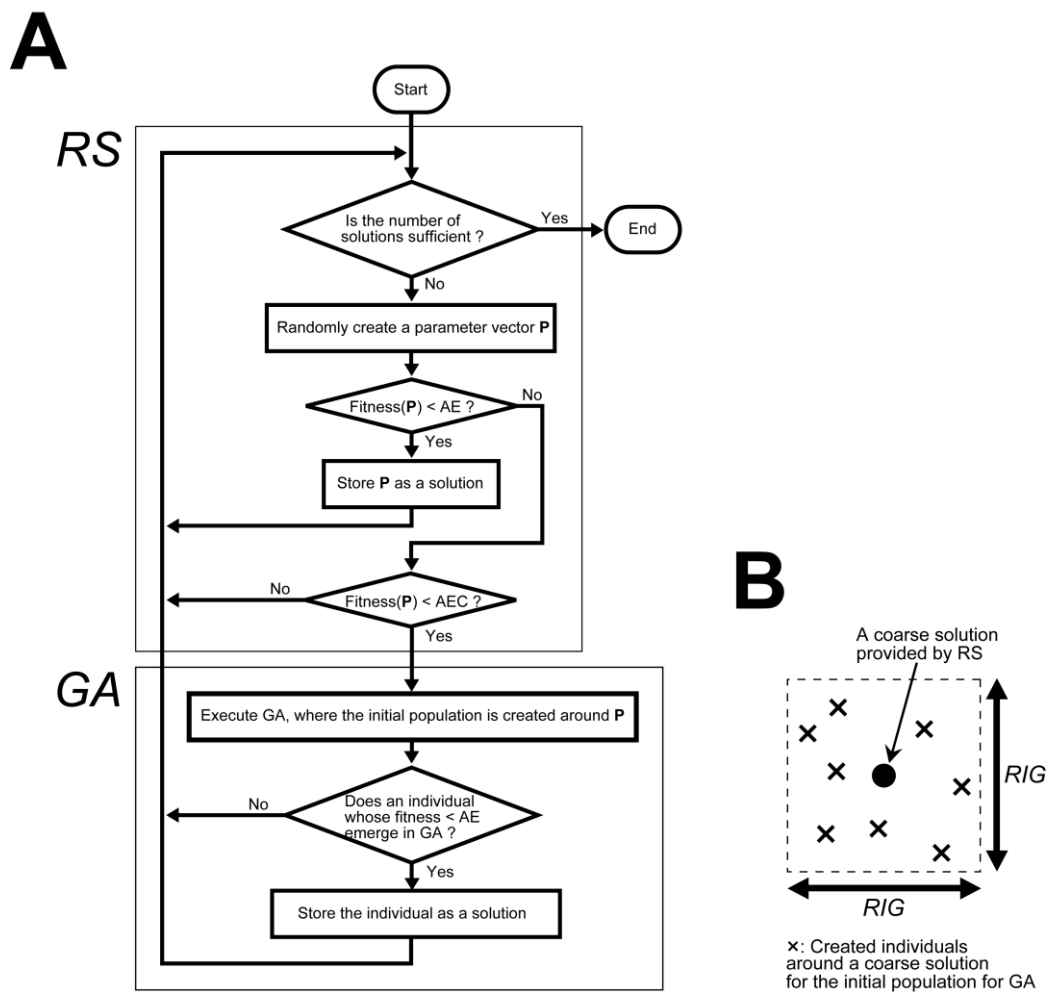 A
Start
RS
Is the number of
solutions sufficient ?
Yes
End
No
Randomly create a parameter vector P
Fitness(P) < AE ?
No
Yes
Store P as a solution
Fitness(P) < AEC ?
No
Yes
GA
Execute GA, where the initial population is created around P
Does an individual
whose fitness < AE
emerge in GA ?
No
Yes
Store the individual as a solution
B
A coarse solution
provided by RS
RIG
RIG
×: Created individuals
around a coarse solution
for the initial population for GA